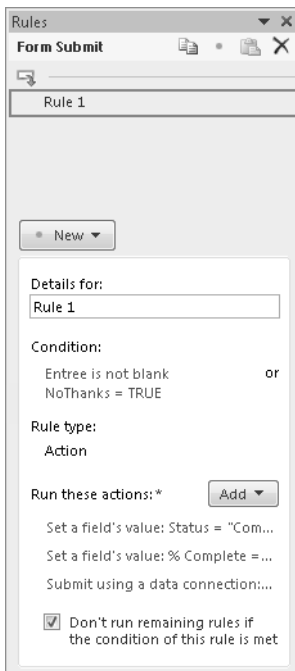 Rules
Form Submit
Rule 1
New
Details for:
Rule 1
Condition:
Entree is not blank or
NoThanks = TRUE
Rule type:
Action
Run these actions:* Add
Set a field's value: Status = "Com...
Set a field's value: % Complete =...
Submit using a data connection:...
Don't run remaining rules if
the condition of this rule is met